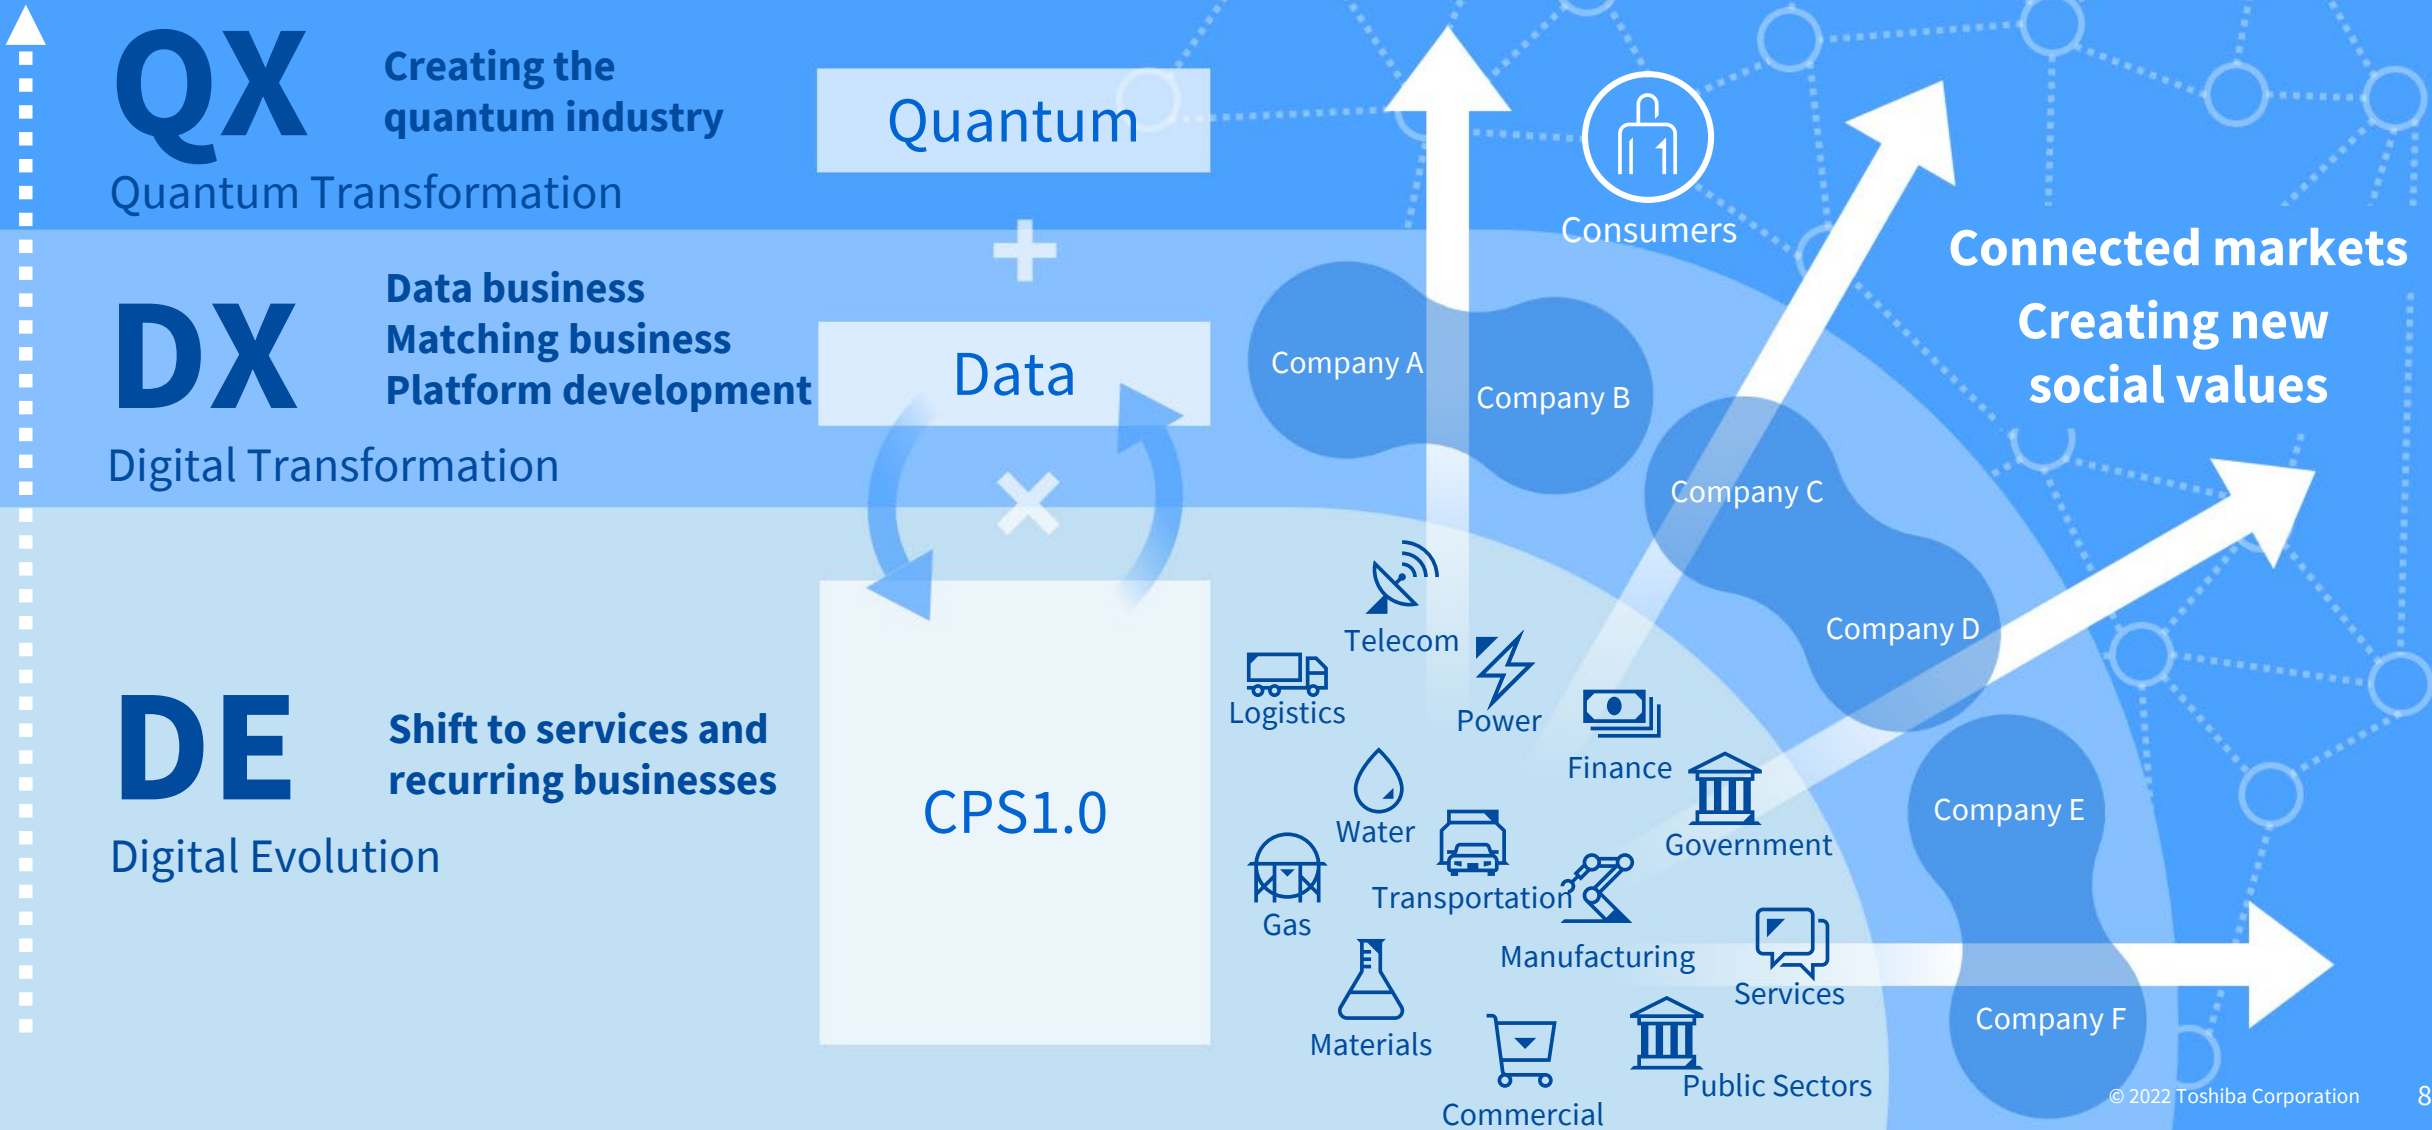 QX
Creating the
quantum industry
Quantum Transformation
DX
Data business
Matching business
Platform development
Digital Transformation
DE
Shift to services and
recurring businesses
Digital Evolution
Quantum
+
Data
×
CPS1.0
Consumers
Connected markets
Creating new
social values
Company A
Company B
Company C
Company D
Company E
Company F
Telecom
Logistics
Power
Finance
Water
Government
Transportation
Gas
Manufacturing
Services
Materials
Public Sectors
Commercial
© 2022 Toshiba Corporation 8